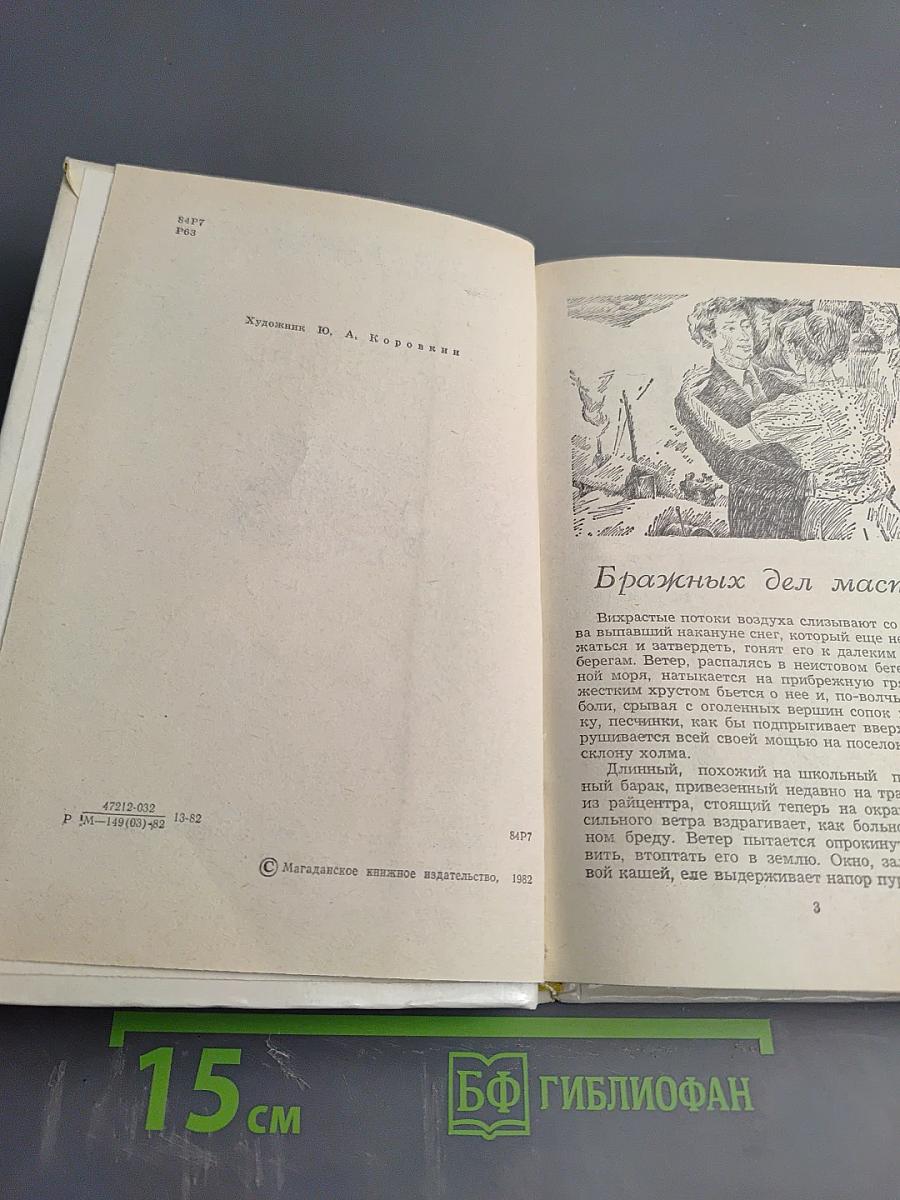 84Р7
Р63
Художник Ю. А. Коровкин
Р 47212-032 13-82
М—149(03)-82
84Р7
© Магаданское книжное издательство, 1982
Бражных дел маст
Вихрастые потоки воздуха слизывают со
ва выпавший накануне снег, который еще не
жаться и затвердеть, гонят его к далеким
берегам. Ветер, распалясь в неистовом беге
ной моря, натыкается на прибрежную гря
жестким хрустом бьется о нее и, по-волчь
боли, срывая с оголенных вершин сопок
ку, песчинки, как бы подпрыгивает вверх
рушивается всей своей мощью на поселок
склону холма.
Длинный, похожий на школьный п
ный барак, привезенный недавно на тра
из райцентра, стоящий теперь на окра
сильного ветра вздрагивает, как больно
ном бреду. Ветер пытается опрокину
вить, втоптать его в землю. Окно, зал
вой кашей, еле выдерживает напор пур
3
15 см
БФ ГИБЛИОФАН